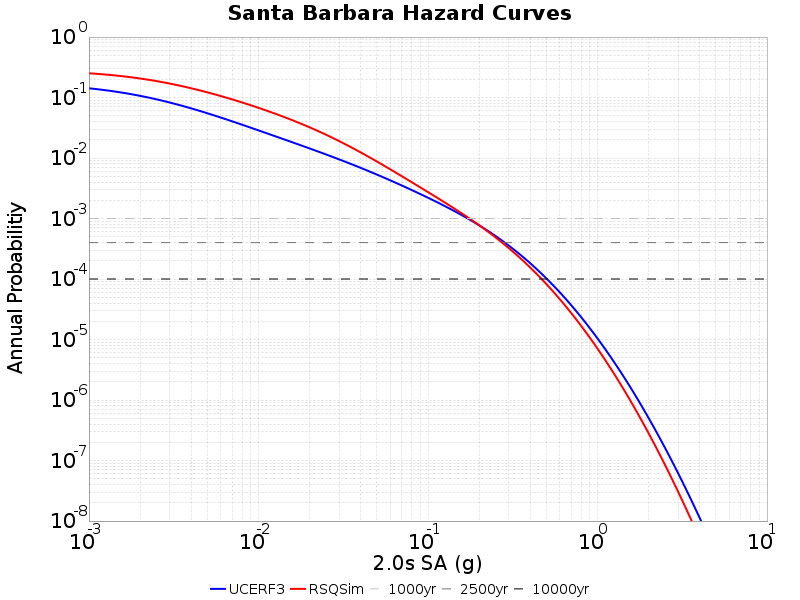 Santa Barbara Hazard Curves
10^0
10^-1
10^-2
10^-3
10^-4
10^-5
10^-6
10^-7
10^-8
Annual Probabilitiy
10^-3 10^-2 10^-1 10^0 10^1
2.0s SA (g)
UCERF3 RSQSim 1000yr 2500yr 10000yr